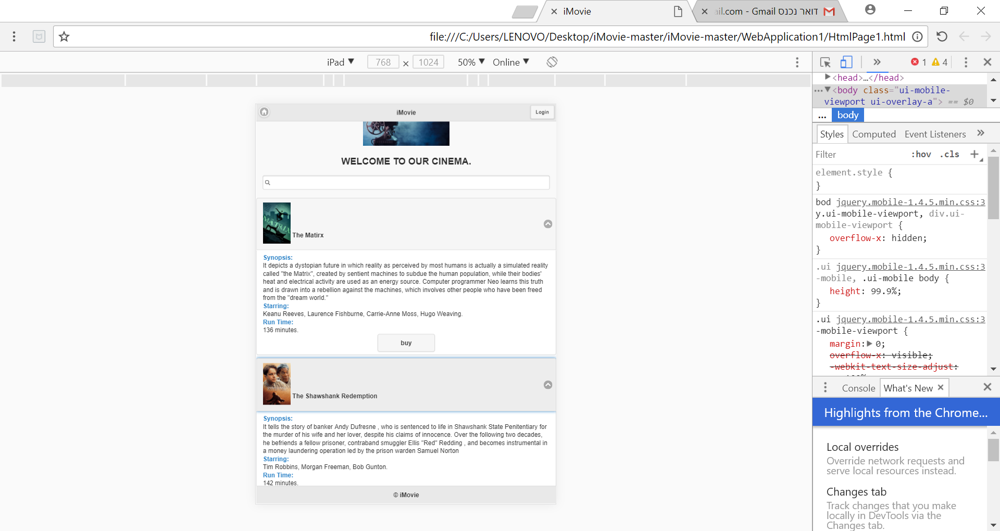 iMovie
ail.com - Gmail דואר נכנס
file:///C:/Users/LENOVO/Desktop/iMovie-master/iMovie-master/WebApplication1/HtmlPage1.html
iPad ▼ 768 × 1024 50% ▼ Online ▼
1 4
▶<head>…</head>
…▼<body class="ui-mobile-
viewport ui-overlay-a"> == $0
... body
Styles Computed Event Listeners »
Filter :hov .cls +
element.style {
}
bod jquery.mobile-1.4.5.min.css:3
y.ui-mobile-viewport, div.ui-
mobile-viewport {
overflow-x: hidden;
}
.ui jquery.mobile-1.4.5.min.css:3
-mobile, .ui-mobile body {
height: 99.9%;
}
.ui jquery.mobile-1.4.5.min.css:3
-mobile-viewport {
margin:▶ 0;
overflow-x: visible;
-webkit-text-size-adjust:
Console What's New ×
Highlights from the Chrome...
Local overrides
Override network requests and
serve local resources instead.
Changes tab
Track changes that you make
locally in DevTools via the
Changes tab.
iMovie
Login
WELCOME TO OUR CINEMA.
MATRIX
The Matirx
Synopsis:
It depicts a dystopian future in which reality as perceived by most humans is actually a simulated reality
called "the Matrix", created by sentient machines to subdue the human population, while their bodies'
heat and electrical activity are used as an energy source. Computer programmer Neo learns this truth
and is drawn into a rebellion against the machines, which involves other people who have been freed
from the "dream world."
Starring:
Keanu Reeves, Laurence Fishburne, Carrie-Anne Moss, Hugo Weaving.
Run Time:
136 minutes.
buy
The Shawshank Redemption
Synopsis:
It tells the story of banker Andy Dufresne , who is sentenced to life in Shawshank State Penitentiary for
the murder of his wife and her lover, despite his claims of innocence. Over the following two decades,
he befriends a fellow prisoner, contraband smuggler Ellis "Red" Redding , and becomes instrumental in
a money laundering operation led by the prison warden Samuel Norton
Starring:
Tim Robbins, Morgan Freeman, Bob Gunton.
Run Time:
142 minutes.
© iMovie